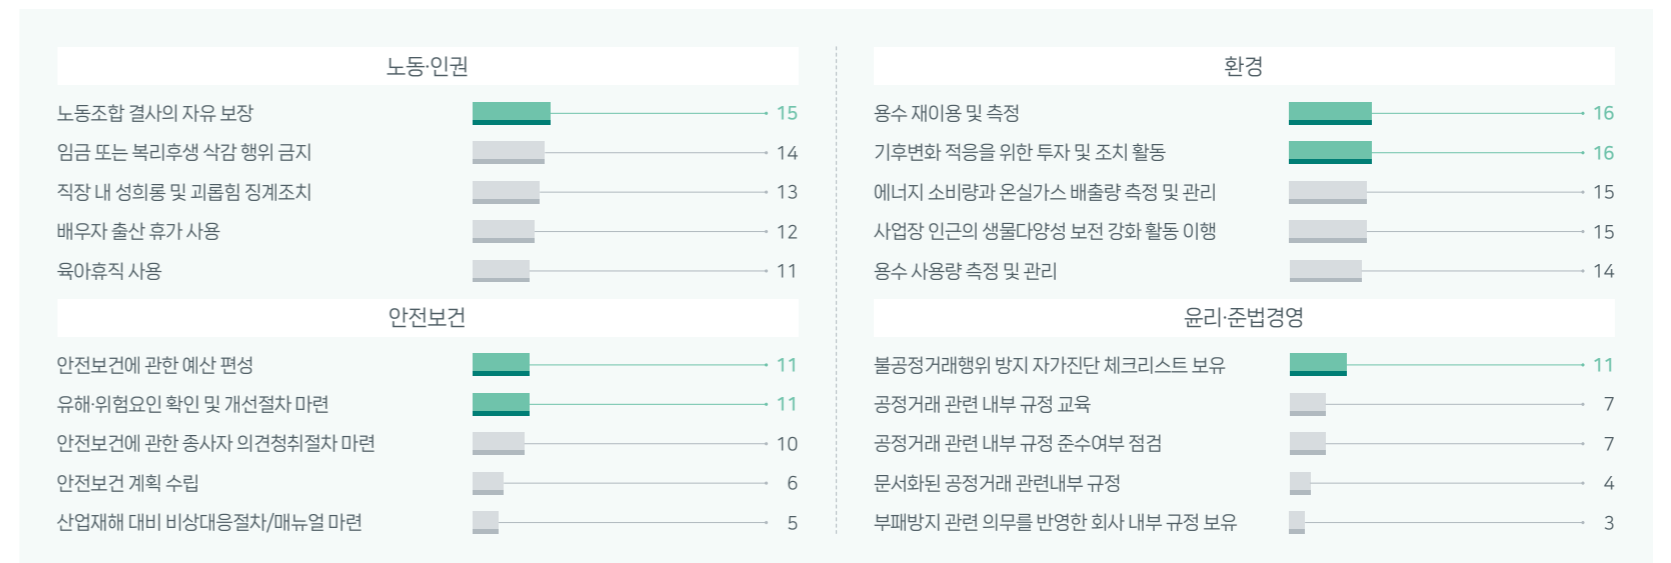 노동·인권
노동조합 결사의 자유 보장 15
임금 또는 복리후생 삭감 행위 금지 14
직장 내 성희롱 및 괴롭힘 징계조치 13
배우자 출산 휴가 사용 12
육아휴직 사용 11
안전보건
안전보건에 관한 예산 편성 11
유해·위험요인 확인 및 개선절차 마련 11
안전보건에 관한 종사자 의견청취절차 마련 10
안전보건 계획 수립 6
산업재해 대비 비상대응절차/매뉴얼 마련 5
환경
용수 재이용 및 측정 16
기후변화 적응을 위한 투자 및 조치 활동 16
에너지 소비량과 온실가스 배출량 측정 및 관리 15
사업장 인근의 생물다양성 보전 강화 활동 이행 15
용수 사용량 측정 및 관리 14
윤리·준법경영
불공정거래행위 방지 자가진단 체크리스트 보유 11
공정거래 관련 내부 규정 교육 7
공정거래 관련 내부 규정 준수여부 점검 7
문서화된 공정거래 관련내부 규정 4
부패방지 관련 의무를 반영한 회사 내부 규정 보유 3